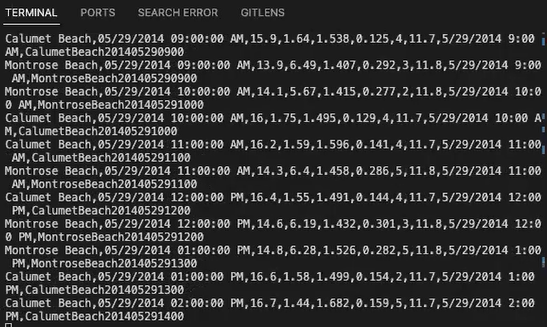 TERMINAL PORTS SEARCH ERROR GITLENS
Calumet Beach,05/29/2014 09:00:00 AM,15.9,1.64,1.538,0.125,4,11.7,5/29/2014 9:00
AM,CalumetBeach201405290900
Montrose Beach,05/29/2014 09:00:00 AM,13.9,6.49,1.407,0.292,3,11.8,5/29/2014 9:00
 AM,MontroseBeach201405290900
Montrose Beach,05/29/2014 10:00:00 AM,14.1,5.67,1.415,0.277,2,11.8,5/29/2014 10:0
0 AM,MontroseBeach201405291000
Calumet Beach,05/29/2014 10:00:00 AM,16,1.75,1.495,0.129,4,11.7,5/29/2014 10:00 A
M,CalumetBeach201405291000
Calumet Beach,05/29/2014 11:00:00 AM,16.2,1.59,1.596,0.141,4,11.7,5/29/2014 11:00
 AM,CalumetBeach201405291100
Montrose Beach,05/29/2014 11:00:00 AM,14.3,6.4,1.458,0.286,5,11.8,5/29/2014 11:00
 AM,MontroseBeach201405291100
Calumet Beach,05/29/2014 12:00:00 PM,16.4,1.55,1.491,0.144,4,11.7,5/29/2014 12:00
 PM,CalumetBeach201405291200
Montrose Beach,05/29/2014 12:00:00 PM,14.6,6.19,1.432,0.301,3,11.8,5/29/2014 12:0
0 PM,MontroseBeach201405291200
Montrose Beach,05/29/2014 01:00:00 PM,14.8,6.28,1.526,0.282,5,11.8,5/29/2014 1:00
 PM,MontroseBeach201405291300
Calumet Beach,05/29/2014 01:00:00 PM,16.6,1.58,1.499,0.154,2,11.7,5/29/2014 1:00
PM,CalumetBeach201405291300
Calumet Beach,05/29/2014 02:00:00 PM,16.7,1.44,1.682,0.159,5,11.7,5/29/2014 2:00
PM,CalumetBeach201405291400